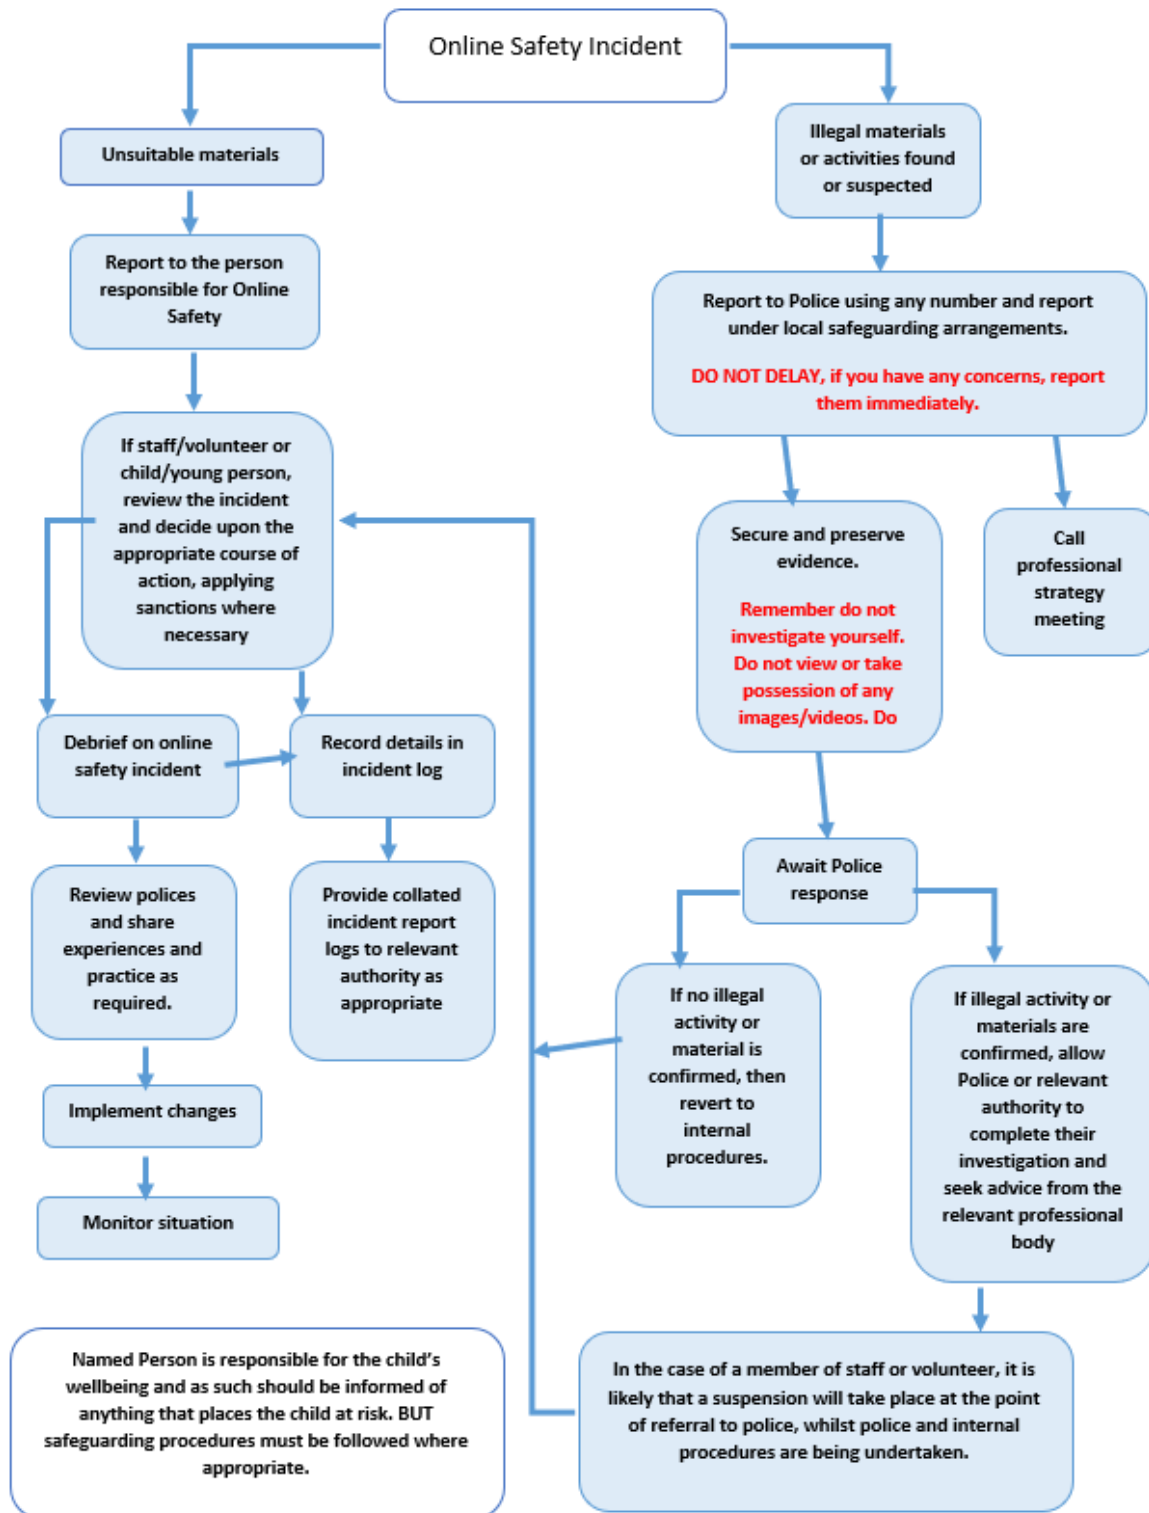 Online Safety Incident
Unsuitable materials
Report to the person
responsible for Online
Safety
If staff/volunteer or
child/young person,
review the incident
and decide upon the
appropriate course of
action, applying
sanctions where
necessary
Debrief on online
safety incident
Record details in
incident log
Review polices
and share
experiences and
practice as
required.
Provide collated
incident report
logs to relevant
authority as
appropriate
Implement changes
Monitor situation
Illegal materials
or activities found
or suspected
Report to Police using any number and report
under local safeguarding arrangements.
DO NOT DELAY, if you have any concerns, report
them immediately.
Secure and preserve
evidence.
Remember do not
investigate yourself.
Do not view or take
possession of any
images/videos. Do
Call
professional
strategy
meeting
Await Police
response
If no illegal
activity or
material is
confirmed, then
revert to
internal
procedures.
If illegal activity or
materials are
confirmed, allow
Police or relevant
authority to
complete their
investigation and
seek advice from the
relevant professional
body
In the case of a member of staff or volunteer, it is
likely that a suspension will take place at the point
of referral to police, whilst police and internal
procedures are being undertaken.
Named Person is responsible for the child's
wellbeing and as such should be informed of
anything that places the child at risk. BUT
safeguarding procedures must be followed where
appropriate.